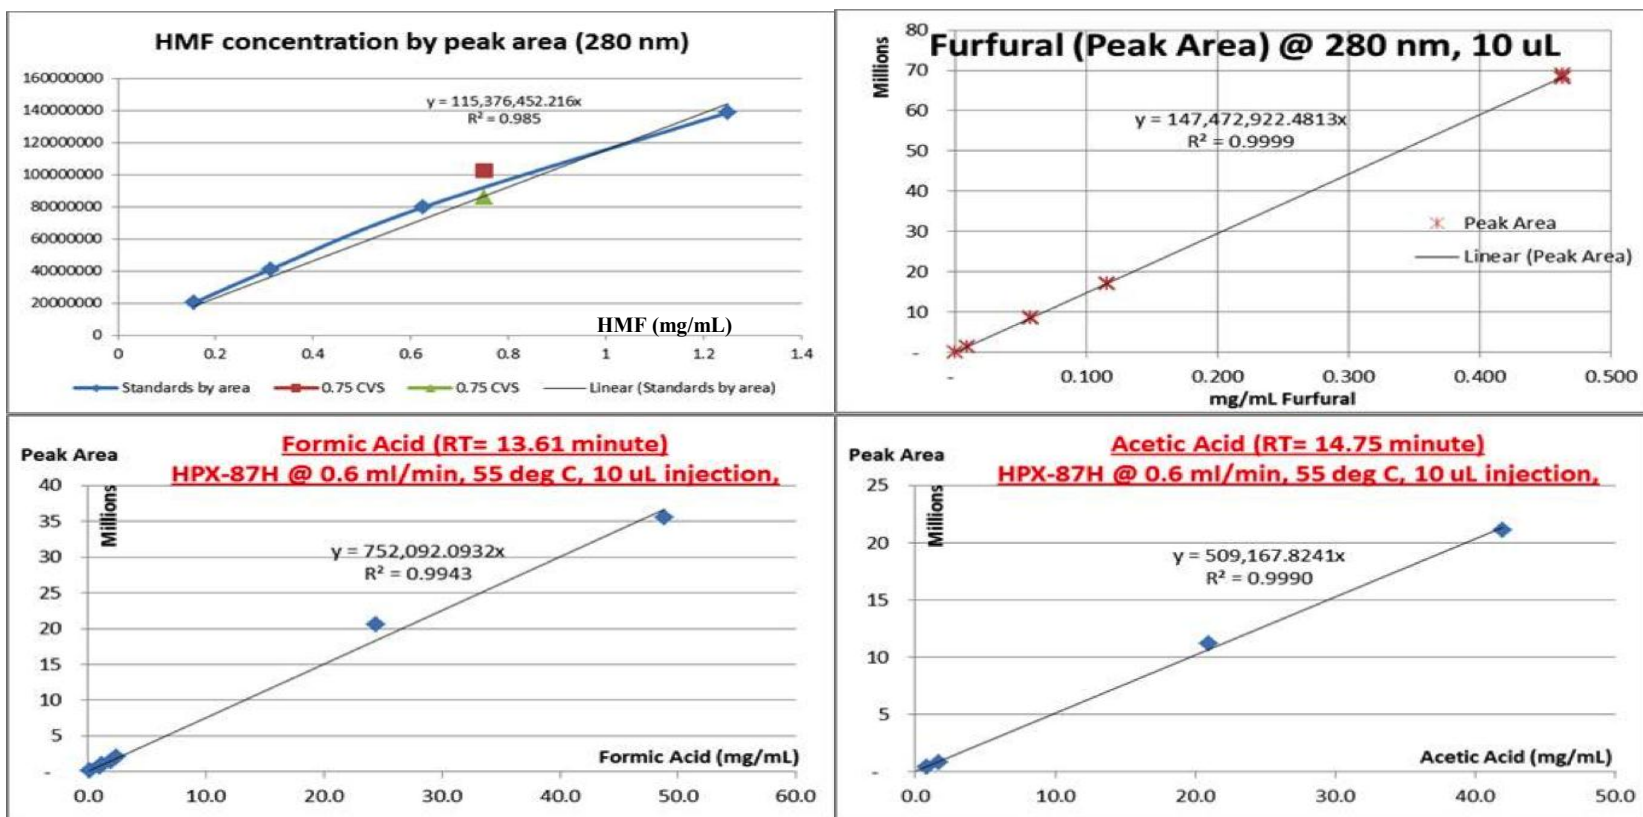 HMF concentration by peak area (280 nm)
160000000
140000000
120000000
100000000
80000000
60000000
40000000
20000000
0
y = 115,376,452.216x
R² = 0.985
HMF (mg/mL)
0 0.2 0.4 0.6 0.8 1 1.2 1.4
Standards by area 0.75 CVS 0.75 CVS Linear (Standards by area)
Furfural (Peak Area) @ 280 nm, 10 uL
Millions
80
70
60
50
40
30
20
10
-
y = 147,472,922.4813x
R² = 0.9999
Peak Area
Linear (Peak Area)
- 0.100 0.200 0.300 0.400 0.500
mg/mL Furfural
Formic Acid (RT= 13.61 minute)
HPX-87H @ 0.6 ml/min, 55 deg C, 10 uL injection,
Peak Area
Millions
40
35
30
25
20
15
10
5
-
y = 752,092.0932x
R² = 0.9943
Formic Acid (mg/mL)
0.0 10.0 20.0 30.0 40.0 50.0 60.0
Acetic Acid (RT= 14.75 minute)
HPX-87H @ 0.6 ml/min, 55 deg C, 10 uL injection,
Peak Area
Millions
25
20
15
10
5
-
y = 509,167.8241x
R² = 0.9990
Acetic Acid (mg/mL)
0.0 10.0 20.0 30.0 40.0 50.0